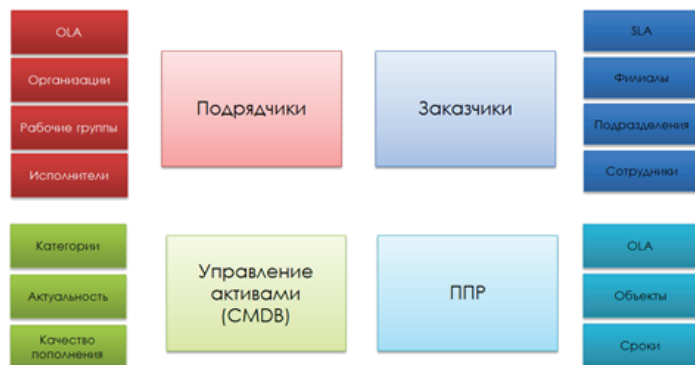 OLA
Организации
Рабочие группы
Исполнители
Подрядчики
Заказчики
SLA
Филиалы
Подразделения
Сотрудники
Категории
Актуальность
Качество
пополнения
Управление
активами
(CMDB)
ППР
OLA
Объекты
Сроки